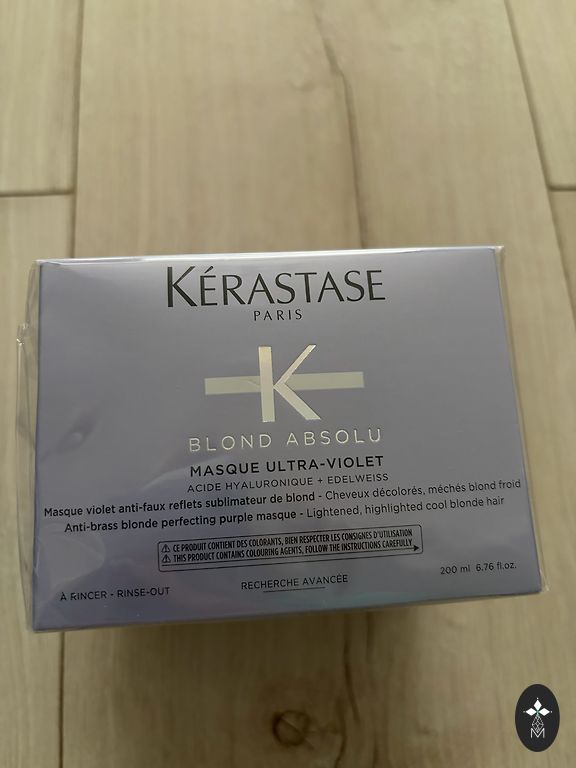 KÉRASTASE
PARIS
K
BLOND ABSOLU
MASQUE ULTRA-VIOLET
ACIDE HYALURONIQUE + EDELWEISS
Masque violet anti-faux reflets sublimateur de blond - Cheveux décolorés, méchés blond froid
Anti-brass blonde perfecting purple masque - Lightened, highlighted cool blonde hair
CE PRODUIT CONTIENT DES COLORANTS, BIEN RESPECTER LES CONSIGNES D'UTILISATION
THIS PRODUCT CONTAINS COLOURING AGENTS, FOLLOW THE INSTRUCTIONS CAREFULLY
À RINCER - RINSE-OUT
RECHERCHE AVANCÉE
200 ml 6.76 fl.oz.
M